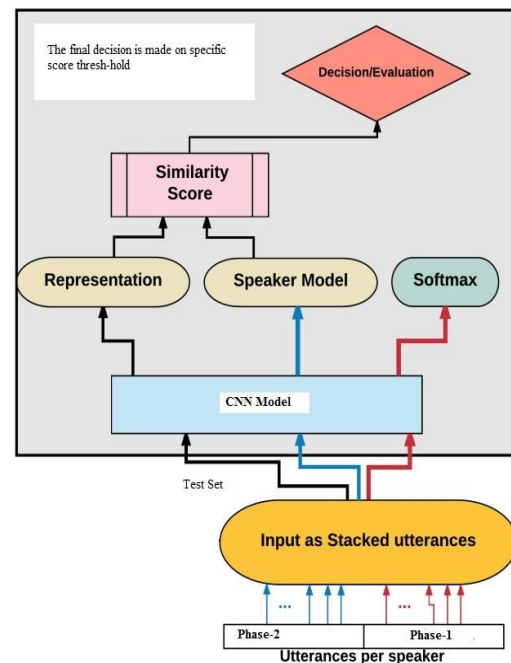 The final decision is made on specific
score thresh-hold
Decision/Evaluation
Similarity
Score
Representation
Speaker Model
Softmax
CNN Model
Test Set
Input as Stacked utterances
...
...
Phase-2
Phase-1
Utterances per speaker